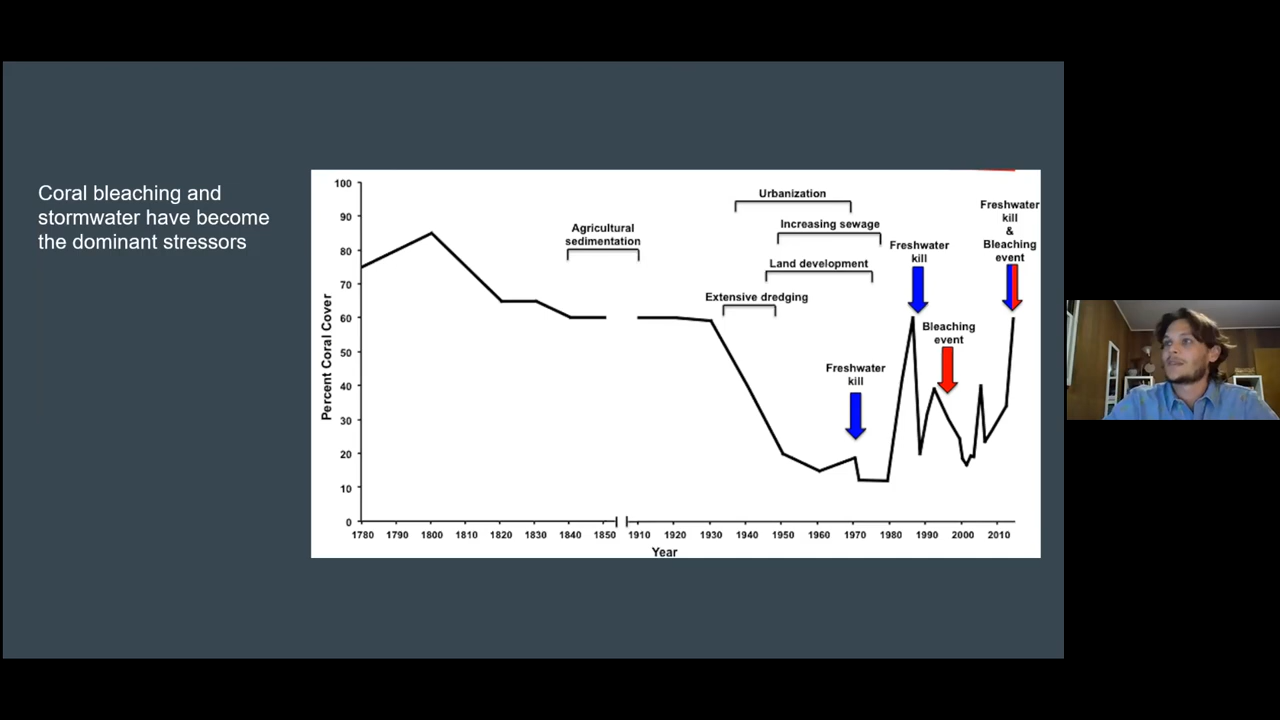 Coral bleaching and
stormwater have become
the dominant stressors
100
90
80
70
60
50
40
30
20
10
0
Percent Coral Cover
Urbanization
Increasing sewage
Land development
Extensive dredging
Agricultural
sedimentation
Freshwater
kill
Freshwater
kill
Bleaching
event
Freshwater
kill
&
Bleaching
event
1780 1790 1800 1810 1820 1830 1840 1850 1910 1920 1930 1940 1950 1960 1970 1980 1990 2000 2010
Year